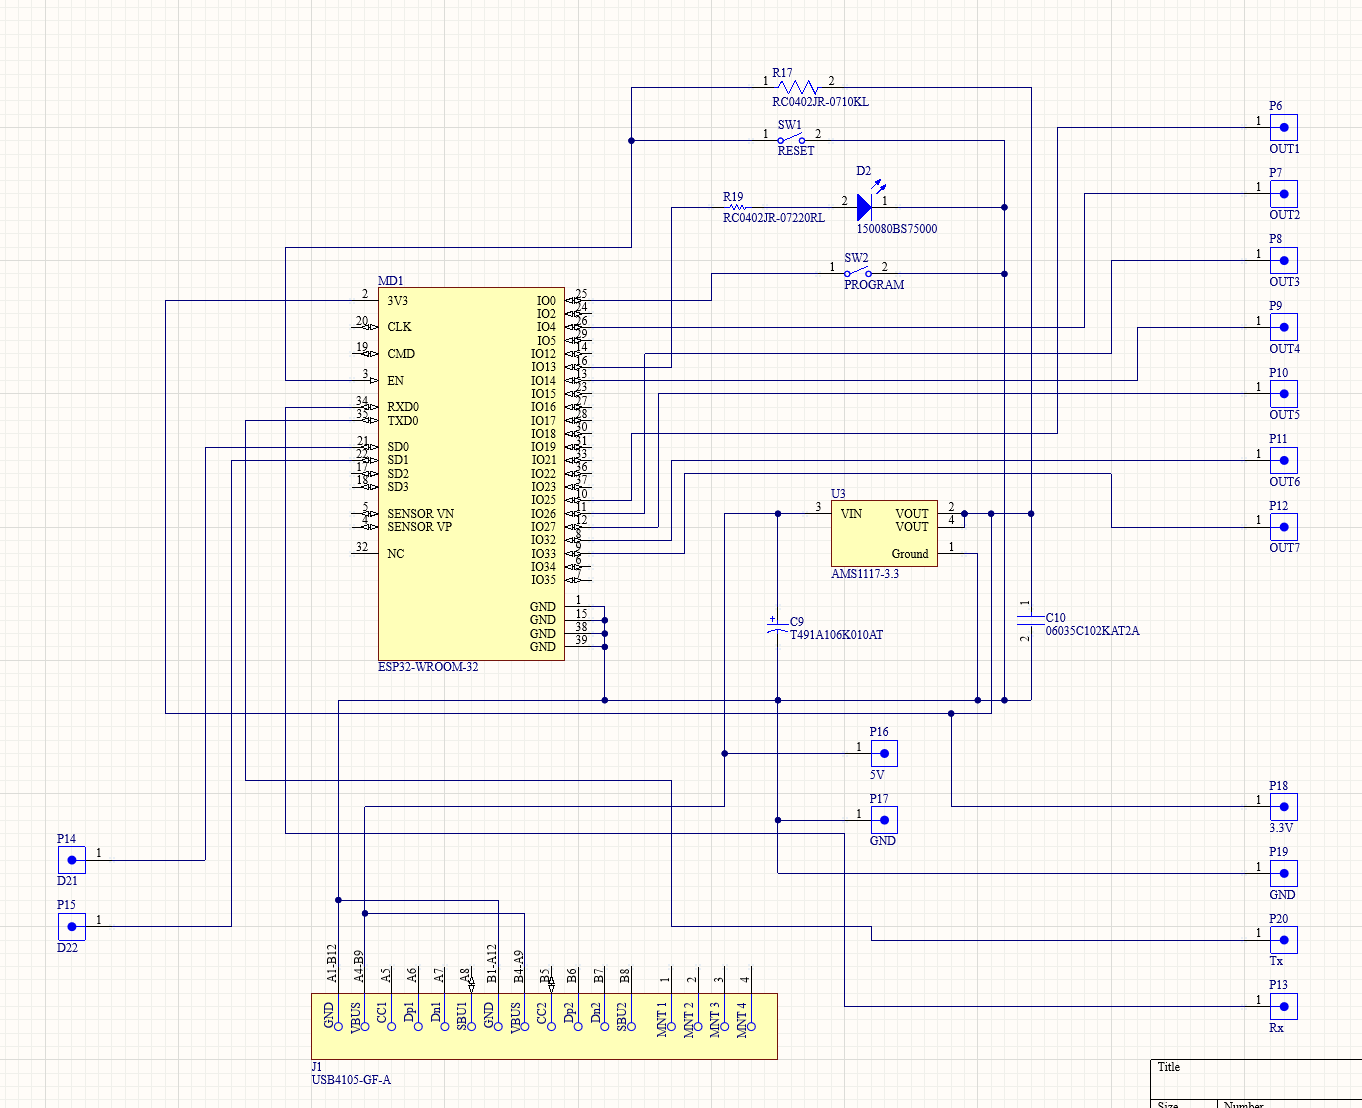 R17
1 2
RC0402JR-0710KL
SW1
1 2
RESET
D2
R19
2 1
RC0402JR-07220RL
150080BS75000
SW2
1 2
PROGRAM
P6
1
OUT1
P7
1
OUT2
P8
1
OUT3
P9
1
OUT4
P10
1
OUT5
P11
1
OUT6
P12
1
OUT7
MD1
2 3V3
20 CLK
19 CMD
3 EN
34 RXD0
35 TXD0
21 SD0
22 SD1
17 SD2
18 SD3
5 SENSOR VN
4 SENSOR VP
32 NC
IO0 25
IO2 24
IO4 26
IO5 29
IO12 14
IO13 16
IO14 13
IO15 23
IO16 27
IO17 28
IO18 30
IO19 31
IO21 33
IO22 36
IO23 37
IO25 10
IO26 11
IO27 12
IO32 8
IO33 9
IO34 6
IO35 7
GND 1
GND 15
GND 38
GND 39
ESP32-WROOM-32
U3
3 VIN VOUT 2
VOUT 4
Ground 1
AMS1117-3.3
+
C9
T491A106K010AT
1
C10
06035C102KAT2A
2
P16
1
5V
P17
1
GND
P18
1
3.3V
P19
1
GND
P20
1
Tx
P13
1
Rx
P14
1
D21
P15
1
D22
A1-B12 GND
A4-B9 VBUS
A5 CC1
A6 Dp1
A7 Dn1
A8 SBU1
B1-A12 GND
B4-A9 VBUS
B5 CC2
B6 Dp2
B7 Dn2
B8 SBU2
1 MNT 1
2 MNT 2
3 MNT 3
4 MNT 4
J1
USB4105-GF-A
Title
Size Number